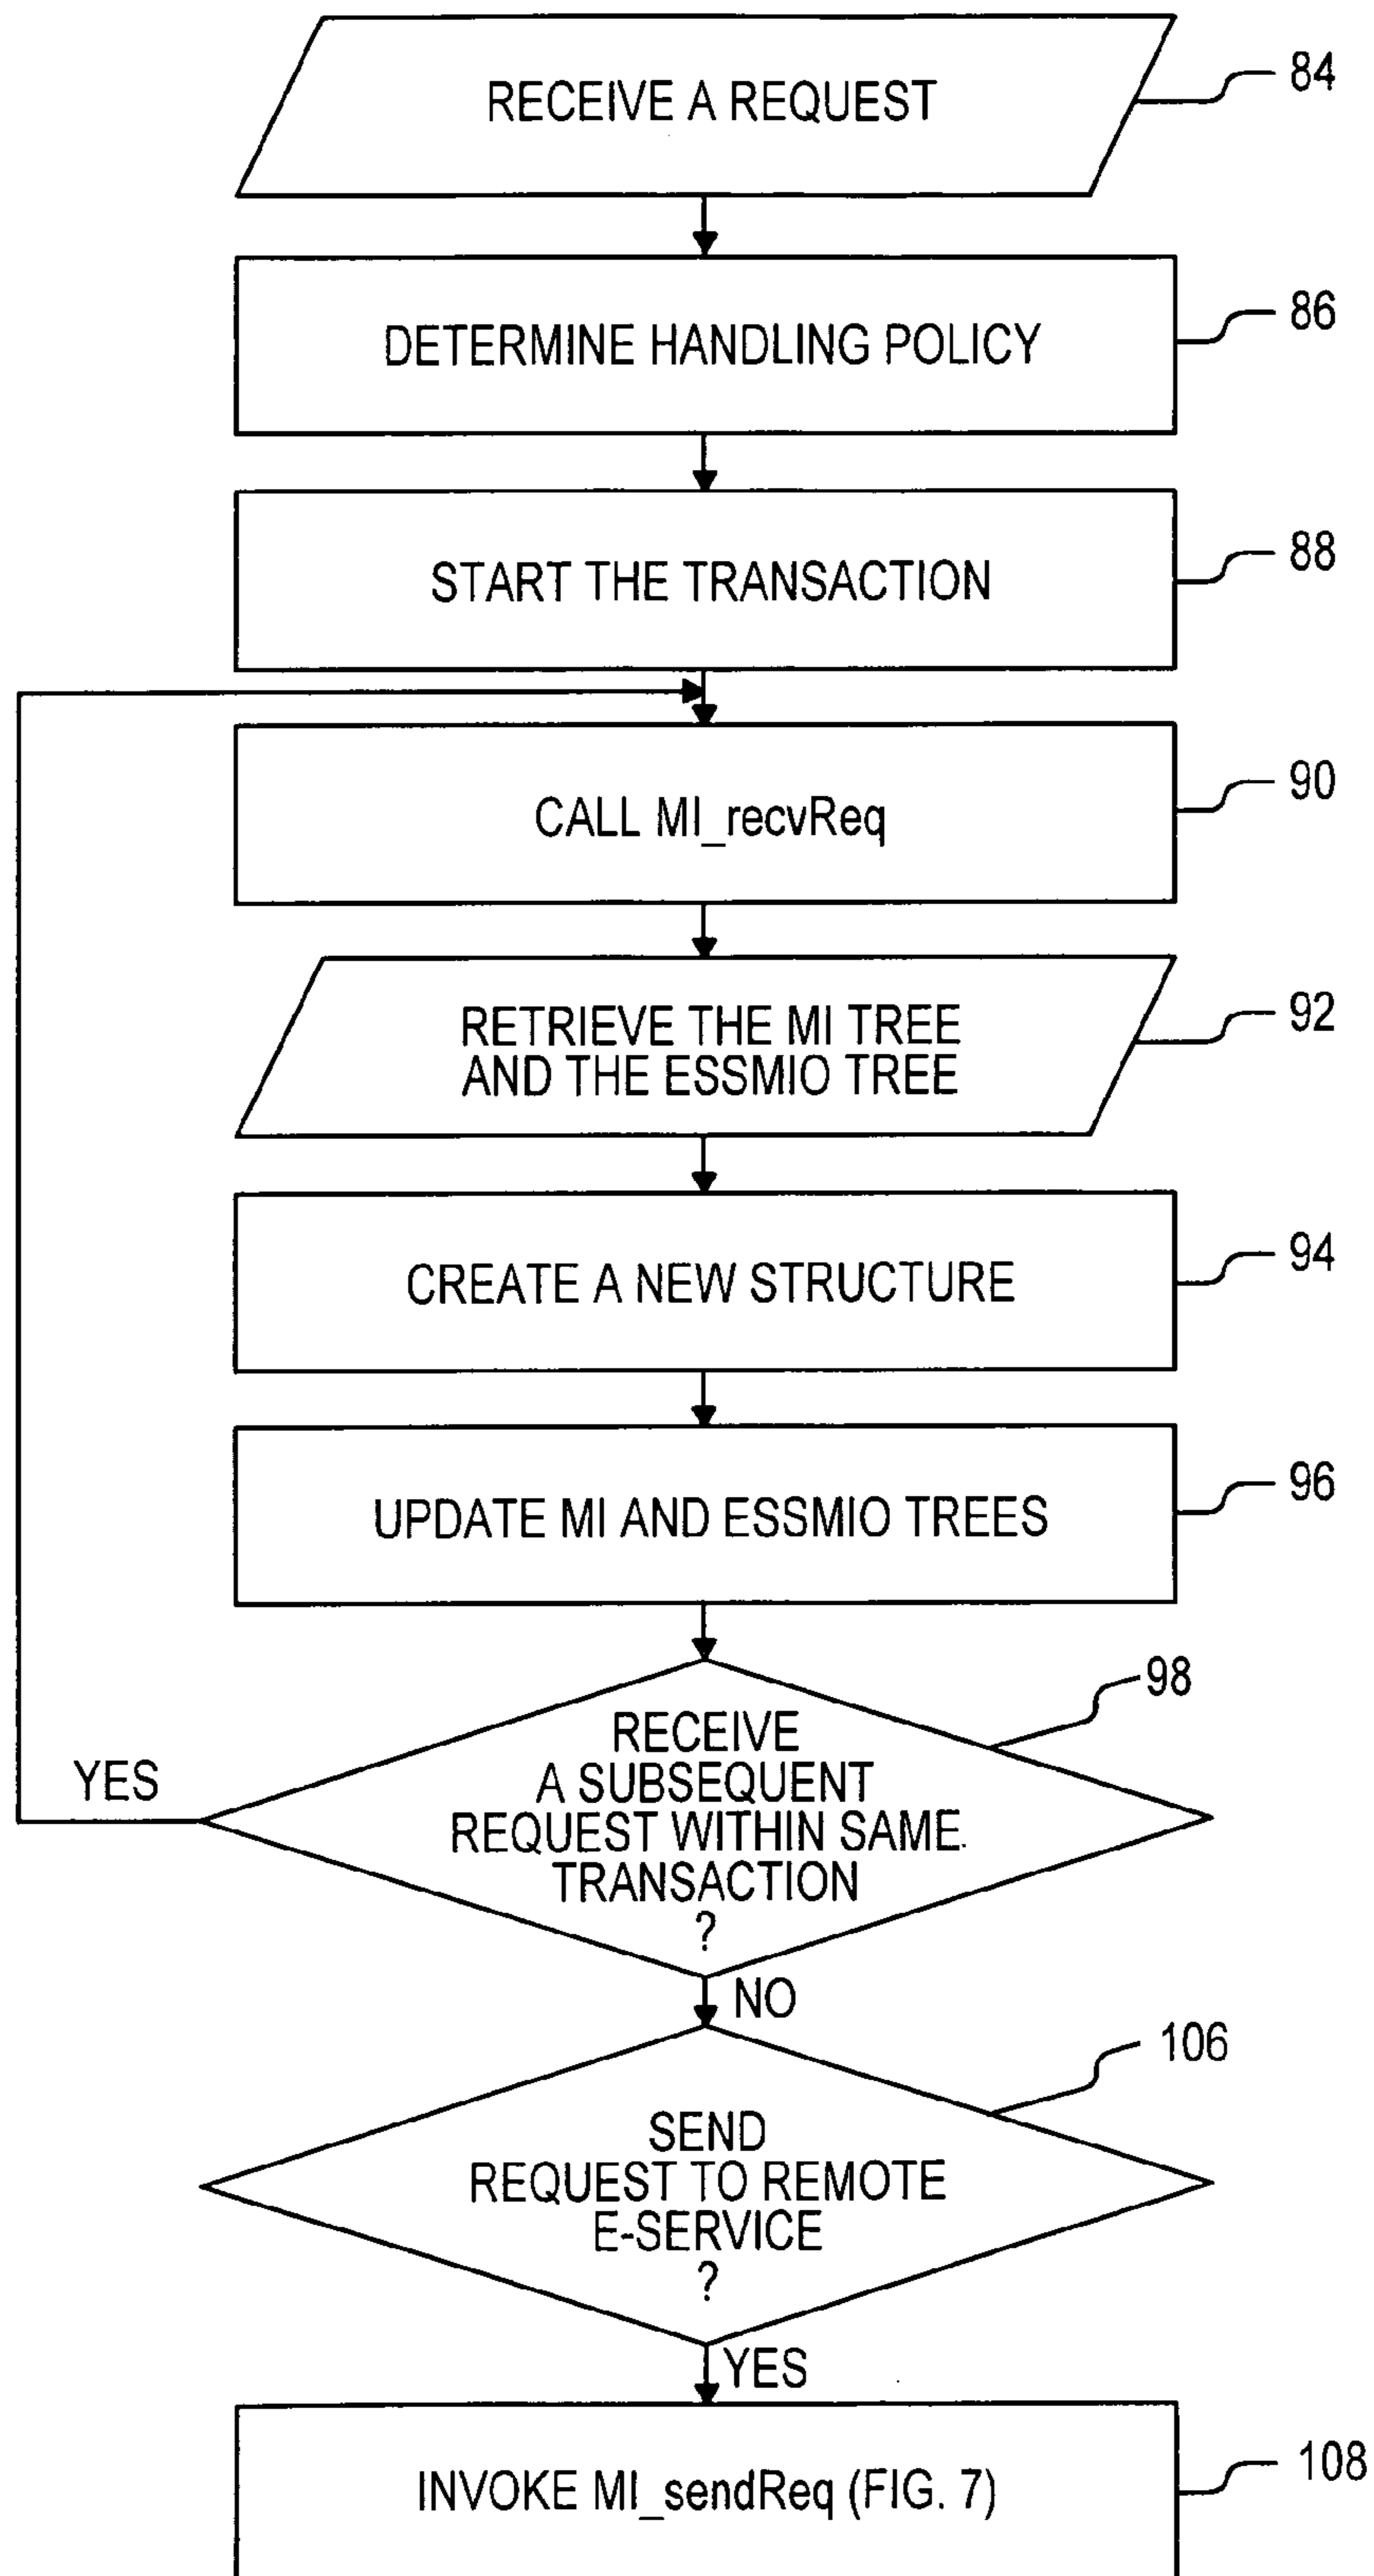 RECEIVE A REQUEST
84
DETERMINE HANDLING POLICY
86
START THE TRANSACTION
88
CALL MI_recvReq
90
RETRIEVE THE MI TREE
AND THE ESSMIO TREE
92
CREATE A NEW STRUCTURE
94
UPDATE MI AND ESSMIO TREES
96
98
RECEIVE
A SUBSEQUENT
REQUEST WITHIN SAME
TRANSACTION
?
YES
NO
106
SEND
REQUEST TO REMOTE
E-SERVICE
?
YES
INVOKE MI_sendReq (FIG. 7)
108